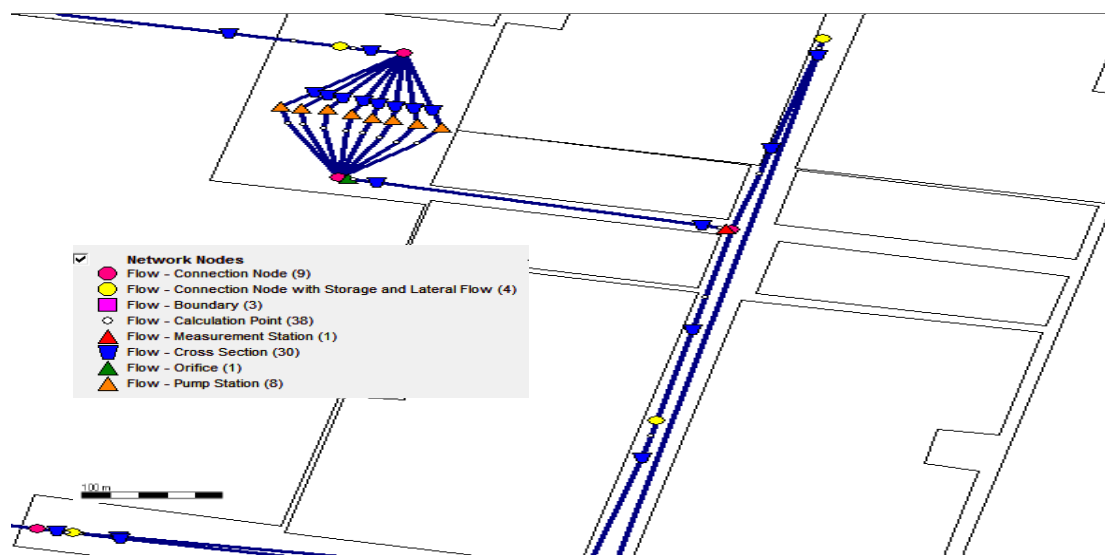 Network Nodes
Flow - Connection Node (9)
Flow - Connection Node with Storage and Lateral Flow (4)
Flow - Boundary (3)
Flow - Calculation Point (38)
Flow - Measurement Station (1)
Flow - Cross Section (30)
Flow - Orifice (1)
Flow - Pump Station (8)
100 m